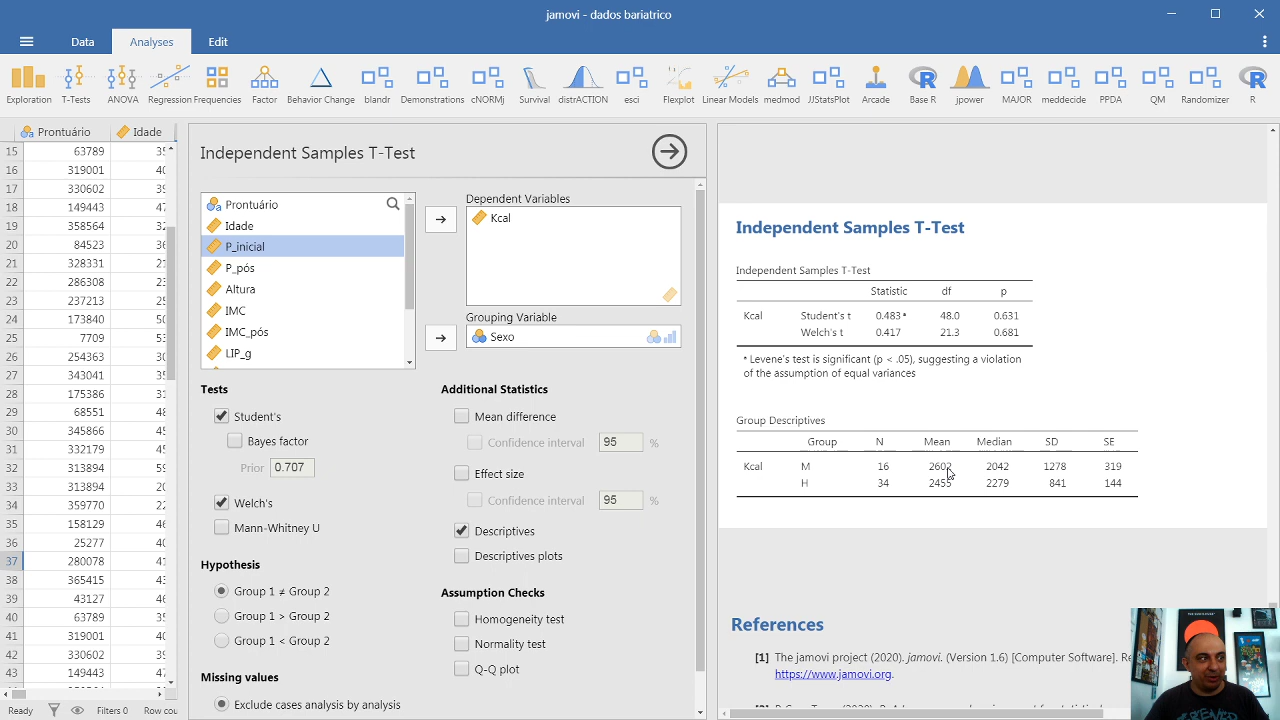 jamovi - dados bariatrico
Data Analyses Edit
Exploration T-Tests ANOVA Regression Frequencies Factor Behavior Change blandr Demonstrations cNORMj Survival distrACTION esci Flexplot Linear Models medmod JJStatsPlot Arcade Base R jpower MAJOR meddecide PPDA QM Randomizer R
Prontuário Idade
15 63789
16 319001
17 330602
18 149443
19 358564
20 84523
21 328331
22 286308
23 237213
24 173840
25 7709
26 254363
27 343041
28 175386
29 68551
30 345866
31 332179
32 313894
33 313894
34 359770
35 158129
36 25277
37 280078
38 365415
39 43127
40 63789
41 319001
42 330602
43 149443
Ready Filters 0 Row cou
Independent Samples T-Test
Prontuário
Idade
P_inicial
P_pós
Altura
IMC
IMC_pós
LIP_g
Dependent Variables
Kcal
Grouping Variable
Sexo
Tests
Student's
Bayes factor
Prior 0.707
Welch's
Mann-Whitney U
Hypothesis
Group 1 ≠ Group 2
Group 1 > Group 2
Group 1 < Group 2
Missing values
Exclude cases analysis by analysis
Additional Statistics
Mean difference
Confidence interval 95 %
Effect size
Confidence interval 95 %
Descriptives
Descriptives plots
Assumption Checks
Homogeneity test
Normality test
Q-Q plot
Independent Samples T-Test
Independent Samples T-Test
Statistic df p
Kcal Student's t 0.483 ᵃ 48.0 0.631
Welch's t 0.417 21.3 0.681
ᵃ Levene's test is significant (p < .05), suggesting a violation
of the assumption of equal variances
Group Descriptives
Group N Mean Median SD SE
Kcal M 16 2602 2042 1278 319
H 34 2455 2279 841 144
References
[1] The jamovi project (2020). jamovi. (Version 1.6) [Computer Software]. Re
https://www.jamovi.org.